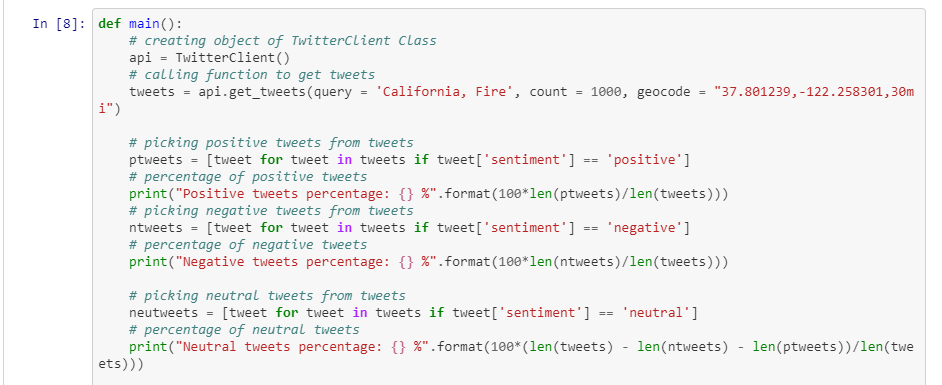 In [8]: def main():
    # creating object of TwitterClient Class
    api = TwitterClient()
    # calling function to get tweets
    tweets = api.get_tweets(query = 'California, Fire', count = 1000, geocode = "37.801239,-122.258301,30m
i")

    # picking positive tweets from tweets
    ptweets = [tweet for tweet in tweets if tweet['sentiment'] == 'positive']
    # percentage of positive tweets
    print("Positive tweets percentage: {} %".format(100*len(ptweets)/len(tweets)))
    # picking negative tweets from tweets
    ntweets = [tweet for tweet in tweets if tweet['sentiment'] == 'negative']
    # percentage of negative tweets
    print("Negative tweets percentage: {} %".format(100*len(ntweets)/len(tweets)))

    # picking neutral tweets from tweets
    neutweets = [tweet for tweet in tweets if tweet['sentiment'] == 'neutral']
    # percentage of neutral tweets
    print("Neutral tweets percentage: {} %".format(100*(len(tweets) - len(ntweets) - len(ptweets))/len(twe
ets)))